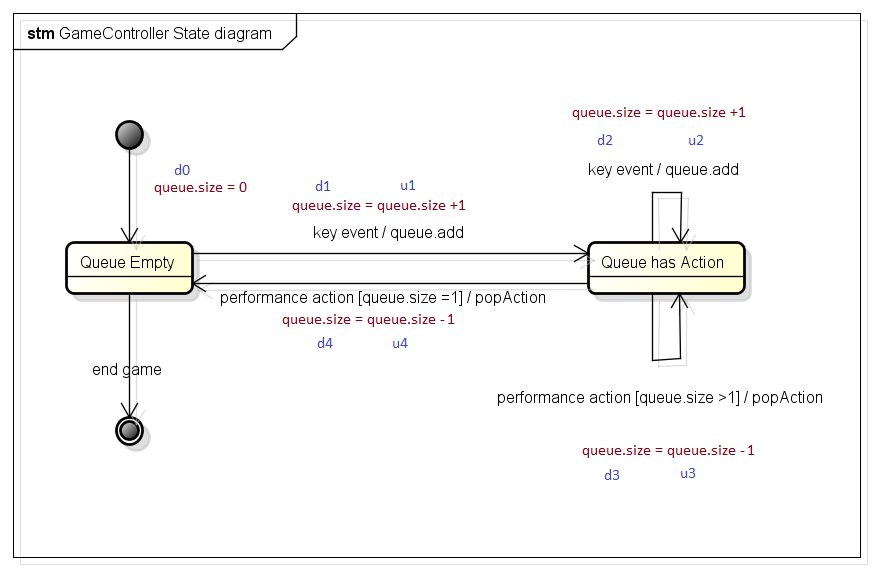 stm GameController State diagram
queue.size = queue.size +1
d2 u2
key event / queue.add
d0
queue.size = 0
d1 u1
queue.size = queue.size +1
key event / queue.add
Queue Empty
Queue has Action
performance action [queue.size =1] / popAction
queue.size = queue.size - 1
d4 u4
end game
performance action [queue.size >1] / popAction
queue.size = queue.size - 1
d3 u3